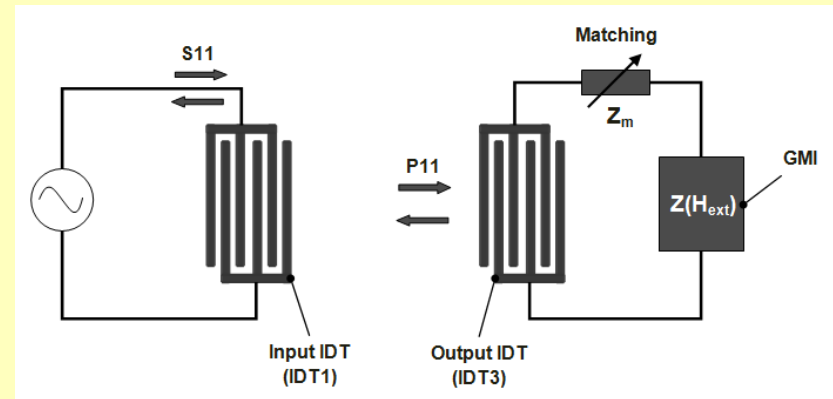 S11
Matching
Zm
P11
GMI
Z(Hext)
Input IDT
(IDT1)
Output IDT
(IDT3)